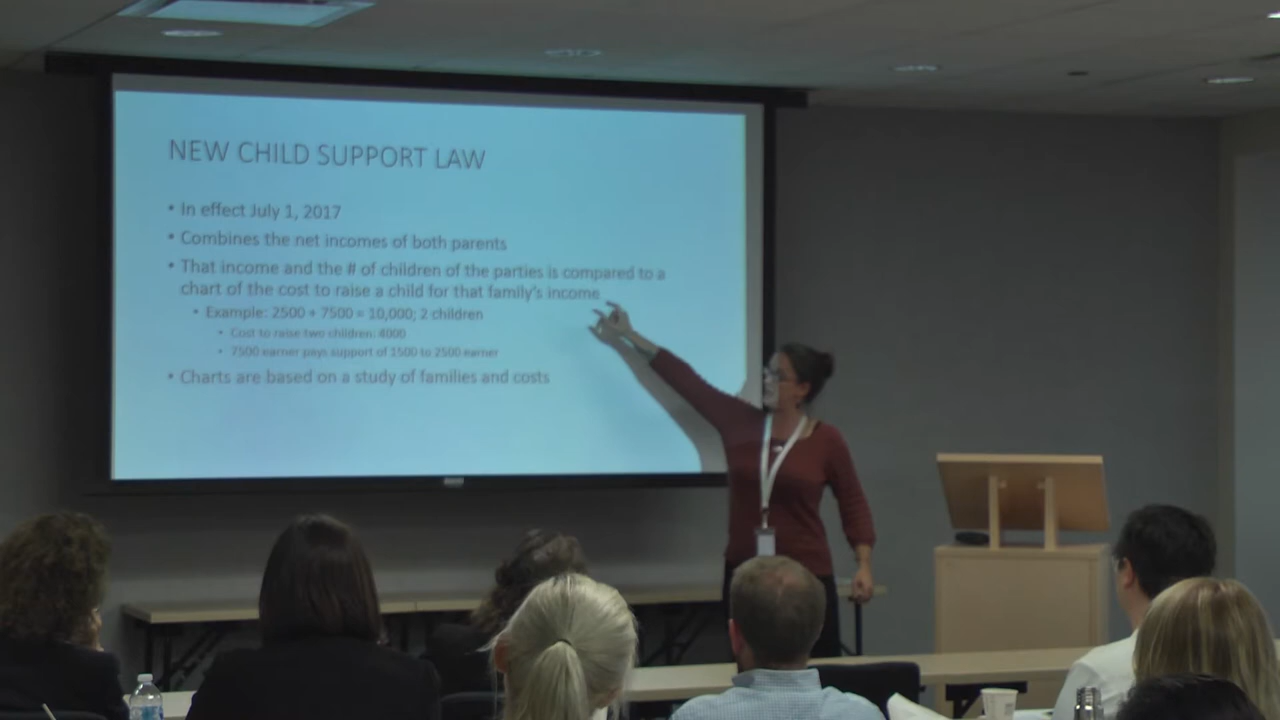 NEW CHILD SUPPORT LAW
• In effect July 1, 2017
• Combines the net incomes of both parents
• That income and the # of children of the parties is compared to a
chart of the cost to raise a child for that family's income
• Example: 2500 + 7500 = 10,000; 2 children
• Cost to raise two children: 4000
• 7500 earner pays support of 1500 to 2500 earner
• Charts are based on a study of families and costs